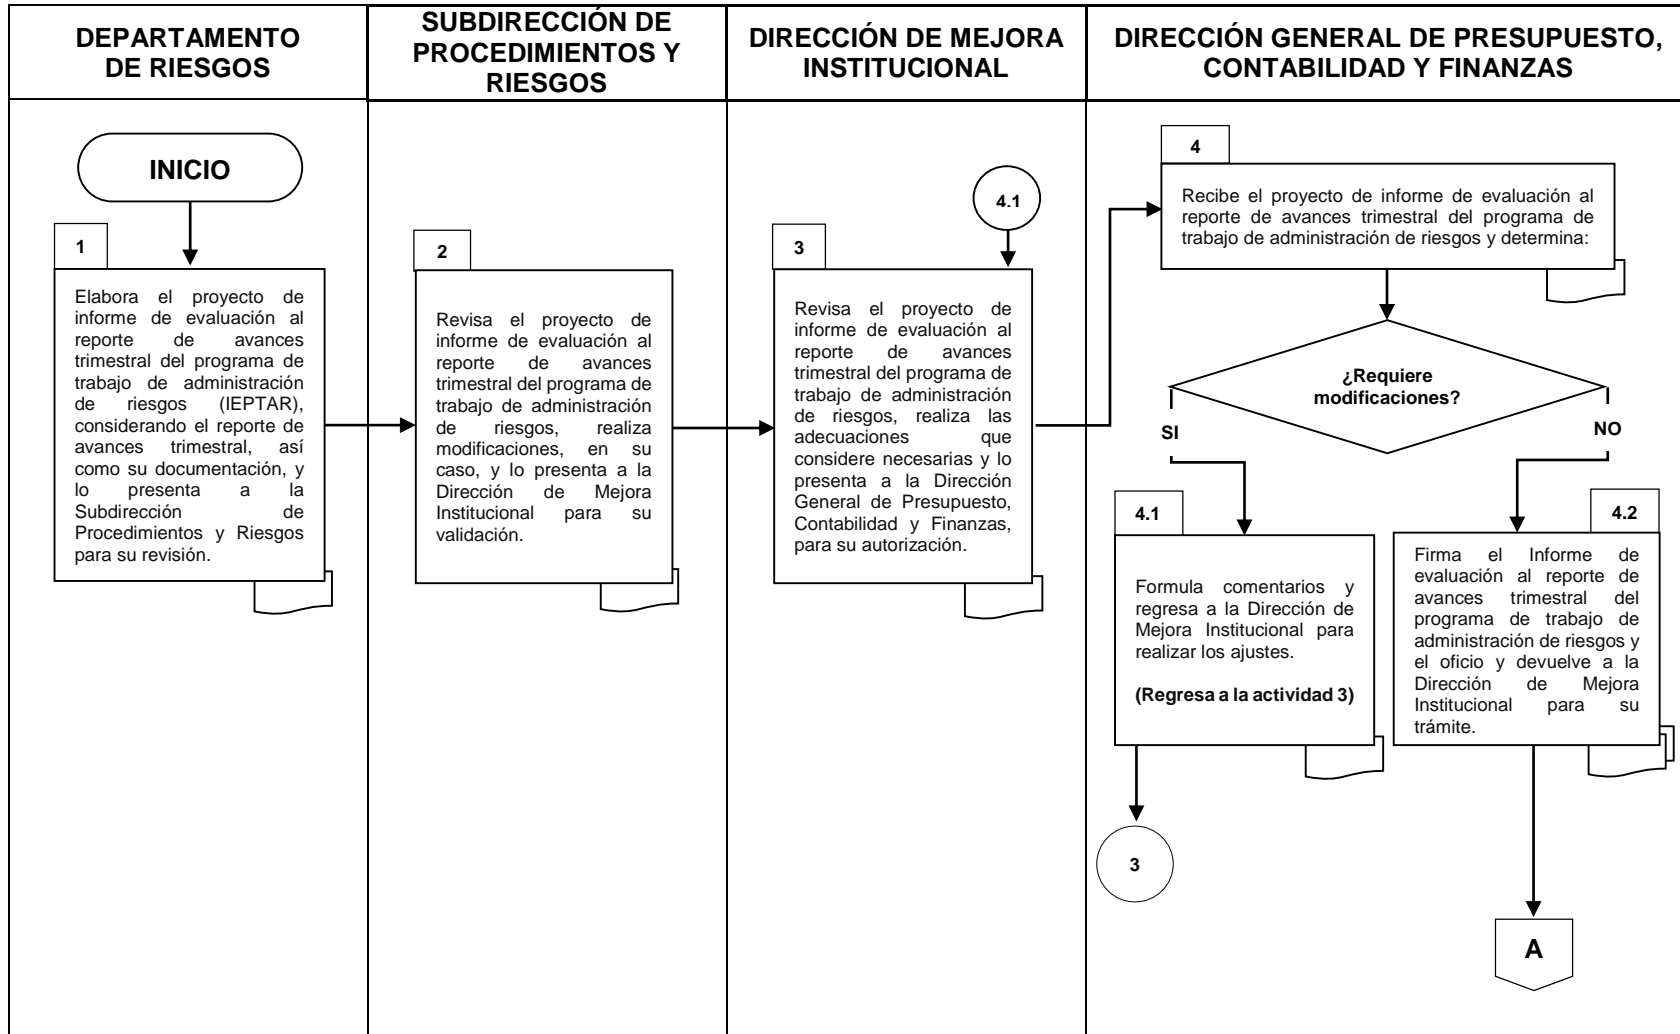 DEPARTAMENTO
DE RIESGOS
SUBDIRECCIÓN DE
PROCEDIMIENTOS Y
RIESGOS
DIRECCIÓN DE MEJORA
INSTITUCIONAL
DIRECCIÓN GENERAL DE PRESUPUESTO,
CONTABILIDAD Y FINANZAS
INICIO
1
Elabora el proyecto de
informe de evaluación al
reporte de avances
trimestral del programa de
trabajo de administración
de riesgos (IEPTAR),
considerando el reporte de
avances trimestral, así
como su documentación, y
lo presenta a la
Subdirección de
Procedimientos y Riesgos
para su revisión.
2
Revisa el proyecto de
informe de evaluación al
reporte de avances
trimestral del programa de
trabajo de administración
de riesgos, realiza
modificaciones, en su
caso, y lo presenta a la
Dirección de Mejora
Institucional para su
validación.
4.1
3
Revisa el proyecto de
informe de evaluación al
reporte de avances
trimestral del programa de
trabajo de administración
de riesgos, realiza las
adecuaciones que
considere necesarias y lo
presenta a la Dirección
General de Presupuesto,
Contabilidad y Finanzas,
para su autorización.
4
Recibe el proyecto de informe de evaluación al
reporte de avances trimestral del programa de
trabajo de administración de riesgos y determina:
¿Requiere
modificaciones?
SI
NO
4.1
Formula comentarios y
regresa a la Dirección de
Mejora Institucional para
realizar los ajustes.
(Regresa a la actividad 3)
3
4.2
Firma el Informe de
evaluación al reporte de
avances trimestral del
programa de trabajo de
administración de riesgos y
el oficio y devuelve a la
Dirección de Mejora
Institucional para su
trámite.
A